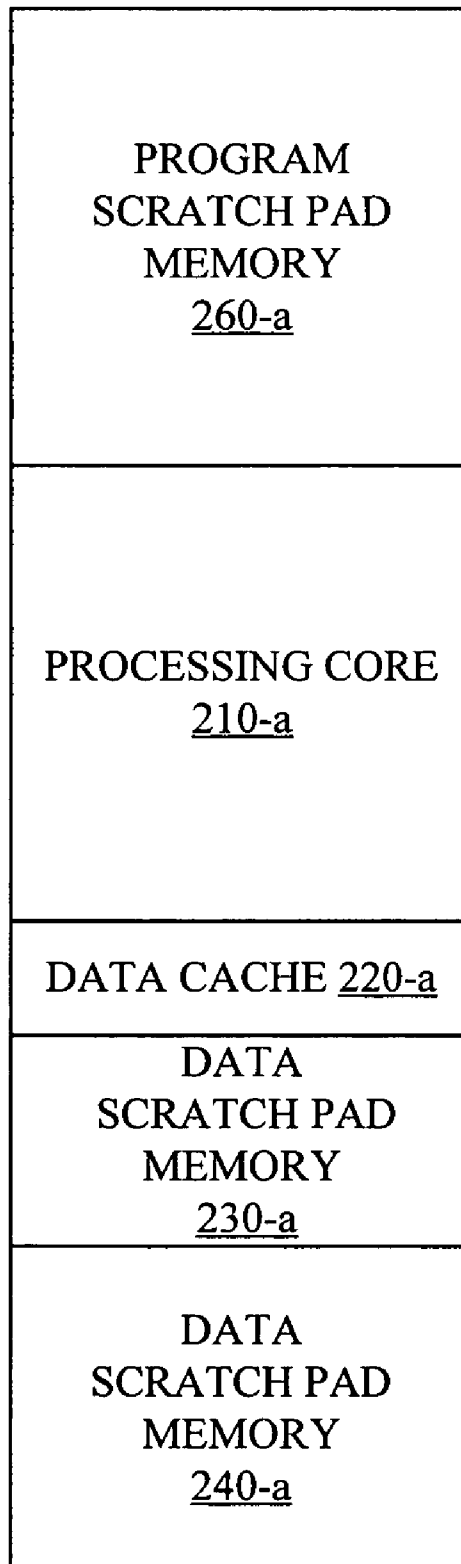 PROGRAM
SCRATCH PAD
MEMORY
260-a
PROCESSING CORE
210-a
DATA CACHE 220-a
DATA
SCRATCH PAD
MEMORY
230-a
DATA
SCRATCH PAD
MEMORY
240-a